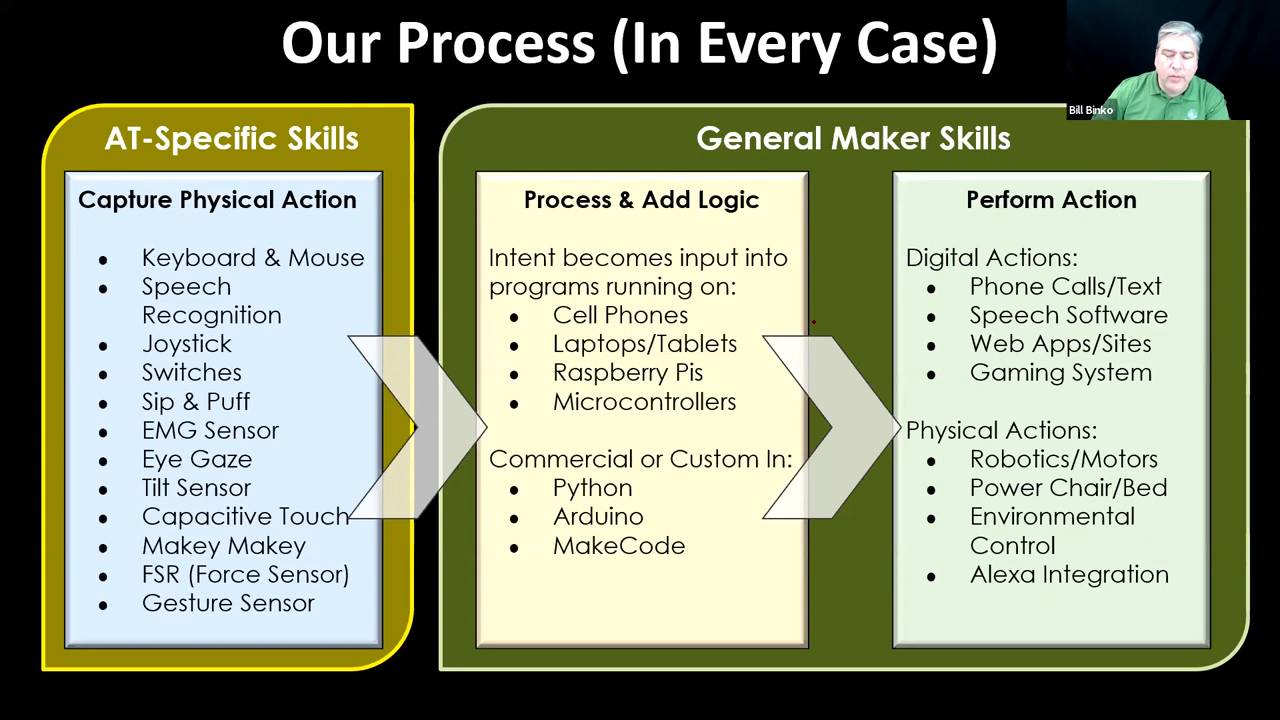 Our Process (In Every Case)
Bill Binko
AT-Specific Skills
Capture Physical Action
Keyboard & Mouse
Speech
Recognition
Joystick
Switches
Sip & Puff
EMG Sensor
Eye Gaze
Tilt Sensor
Capacitive Touch
Makey Makey
FSR (Force Sensor)
Gesture Sensor
General Maker Skills
Process & Add Logic
Intent becomes input into
programs running on:
Cell Phones
Laptops/Tablets
Raspberry Pis
Microcontrollers
Commercial or Custom In:
Python
Arduino
MakeCode
Perform Action
Digital Actions:
Phone Calls/Text
Speech Software
Web Apps/Sites
Gaming System
Physical Actions:
Robotics/Motors
Power Chair/Bed
Environmental
Control
Alexa Integration